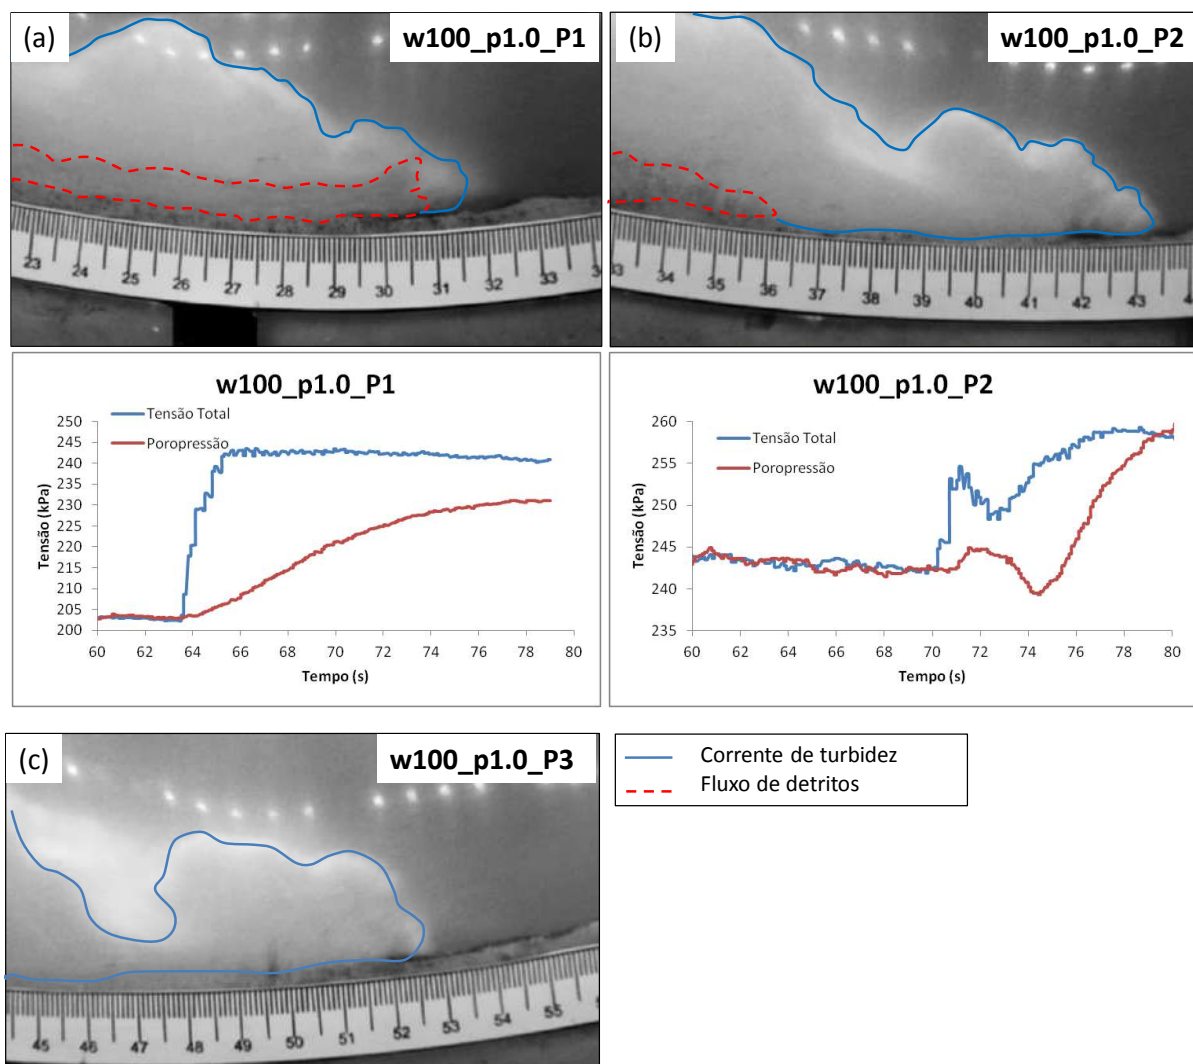 (a)
w100_p1.0_P1
23 24 25 26 27 28 29 30 31 32 33
(b)
w100_p1.0_P2
34 35 36 37 38 39 40 41 42 43
w100_p1.0_P1
Tensão Total
Poropressão
Tensão (kPa)
250
245
240
230
225
220
215
210
205
200
60 62 64 66 68 70 72 74 76 78 80
Tempo (s)
w100_p1.0_P2
Tensão Total
Poropressão
Tensão (kPa)
260
255
250
245
240
235
60 62 64 66 68 70 72 74 76 78 80
Tempo (s)
(c)
w100_p1.0_P3
45 46 47 48 49 50 51 52 53 54 55
Corrente de turbidez
Fluxo de detritos